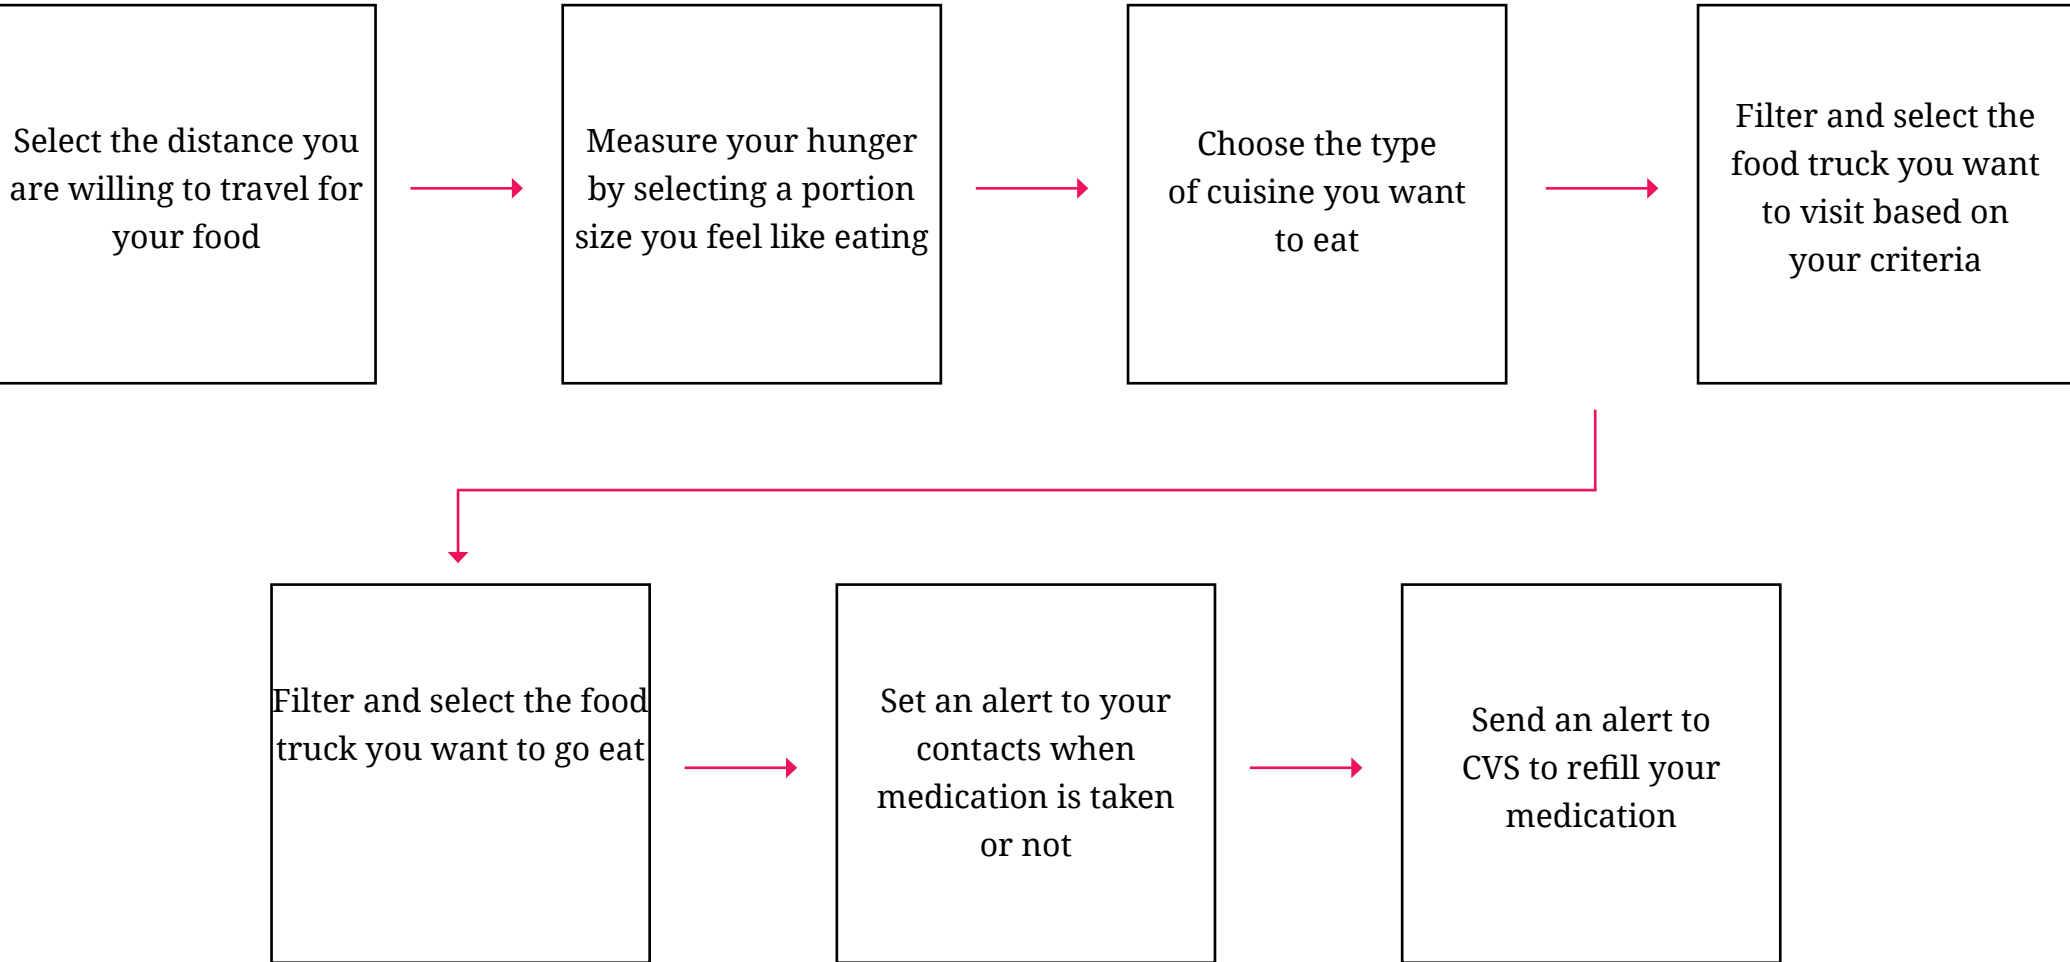 Select the distance you
are willing to travel for
your food
Measure your hunger
by selecting a portion
size you feel like eating
Choose the type
of cuisine you want
to eat
Filter and select the
food truck you want
to visit based on
your criteria
Filter and select the food
truck you want to go eat
Set an alert to your
contacts when
medication is taken
or not
Send an alert to
CVS to refill your
medication